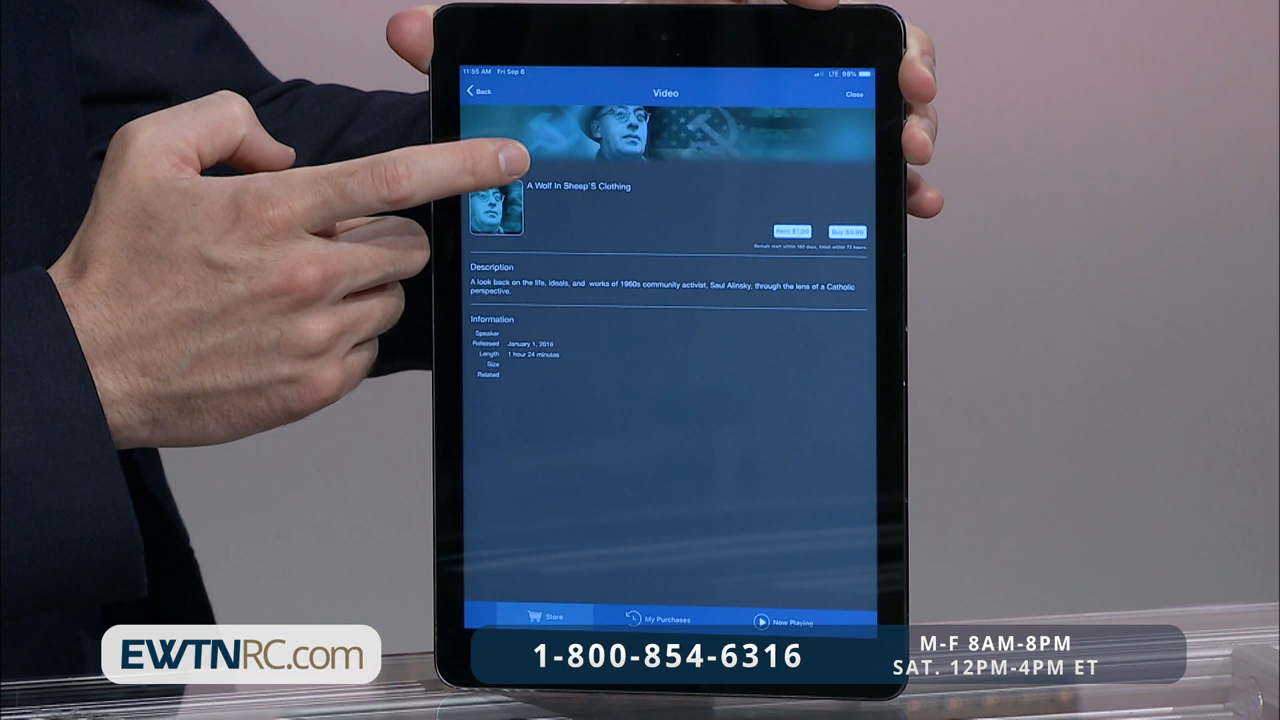 11:55 AM Fri Sep 6
LTE 98%
Back
Video
Close
A Wolf In Sheep'S Clothing
Rent $1.99
Buy $9.99
Rentals start within 180 days, finish within 72 hours.
Description
A look back on the life, ideals, and works of 1960s community activist, Saul Alinsky, through the lens of a Catholic
perspective.
Information
Speaker
Released January 1, 2016
Length 1 hour 24 minutes
Size
Related
Store
My Purchases
Now Playing
EWTNRC.com
1-800-854-6316
M-F 8AM-8PM
SAT. 12PM-4PM ET